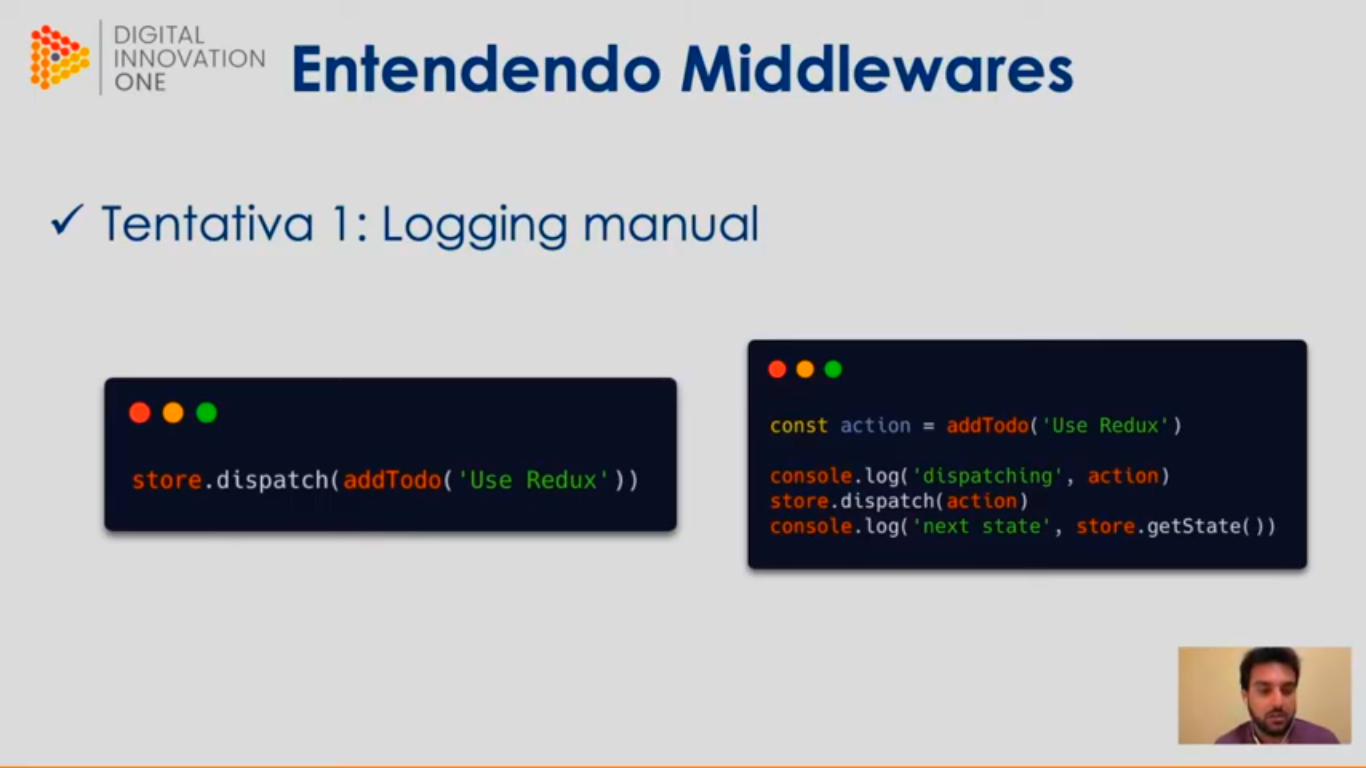 DIGITAL
INNOVATION
ONE
Entendendo Middlewares
Tentativa 1: Logging manual
store.dispatch(addTodo('Use Redux'))
const action = addTodo('Use Redux')
console.log('dispatching', action)
store.dispatch(action)
console.log('next state', store.getState())